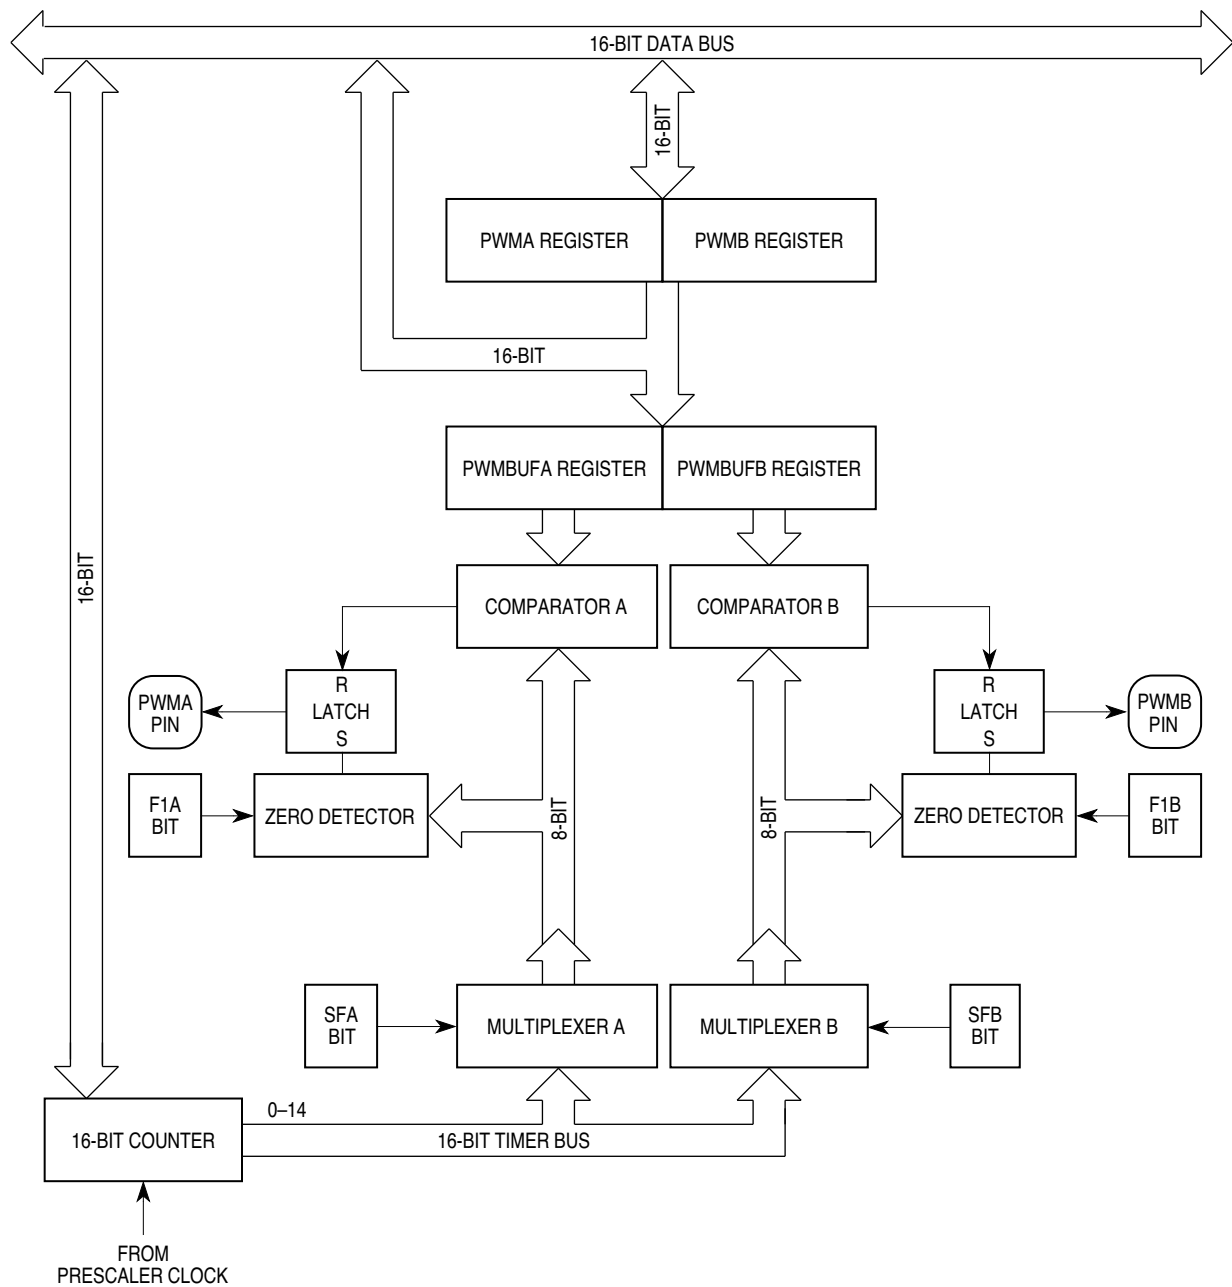 16-BIT DATA BUS
16-BIT
PWMA REGISTER
PWMB REGISTER
16-BIT
PWMBUFA REGISTER
PWMBUFB REGISTER
16-BIT
COMPARATOR A
COMPARATOR B
R
LATCH
S
PWMA
PIN
R
LATCH
S
PWMB
PIN
F1A
BIT
ZERO DETECTOR
8-BIT
8-BIT
ZERO DETECTOR
F1B
BIT
SFA
BIT
MULTIPLEXER A
MULTIPLEXER B
SFB
BIT
0–14
16-BIT COUNTER
16-BIT TIMER BUS
FROM
PRESCALER CLOCK